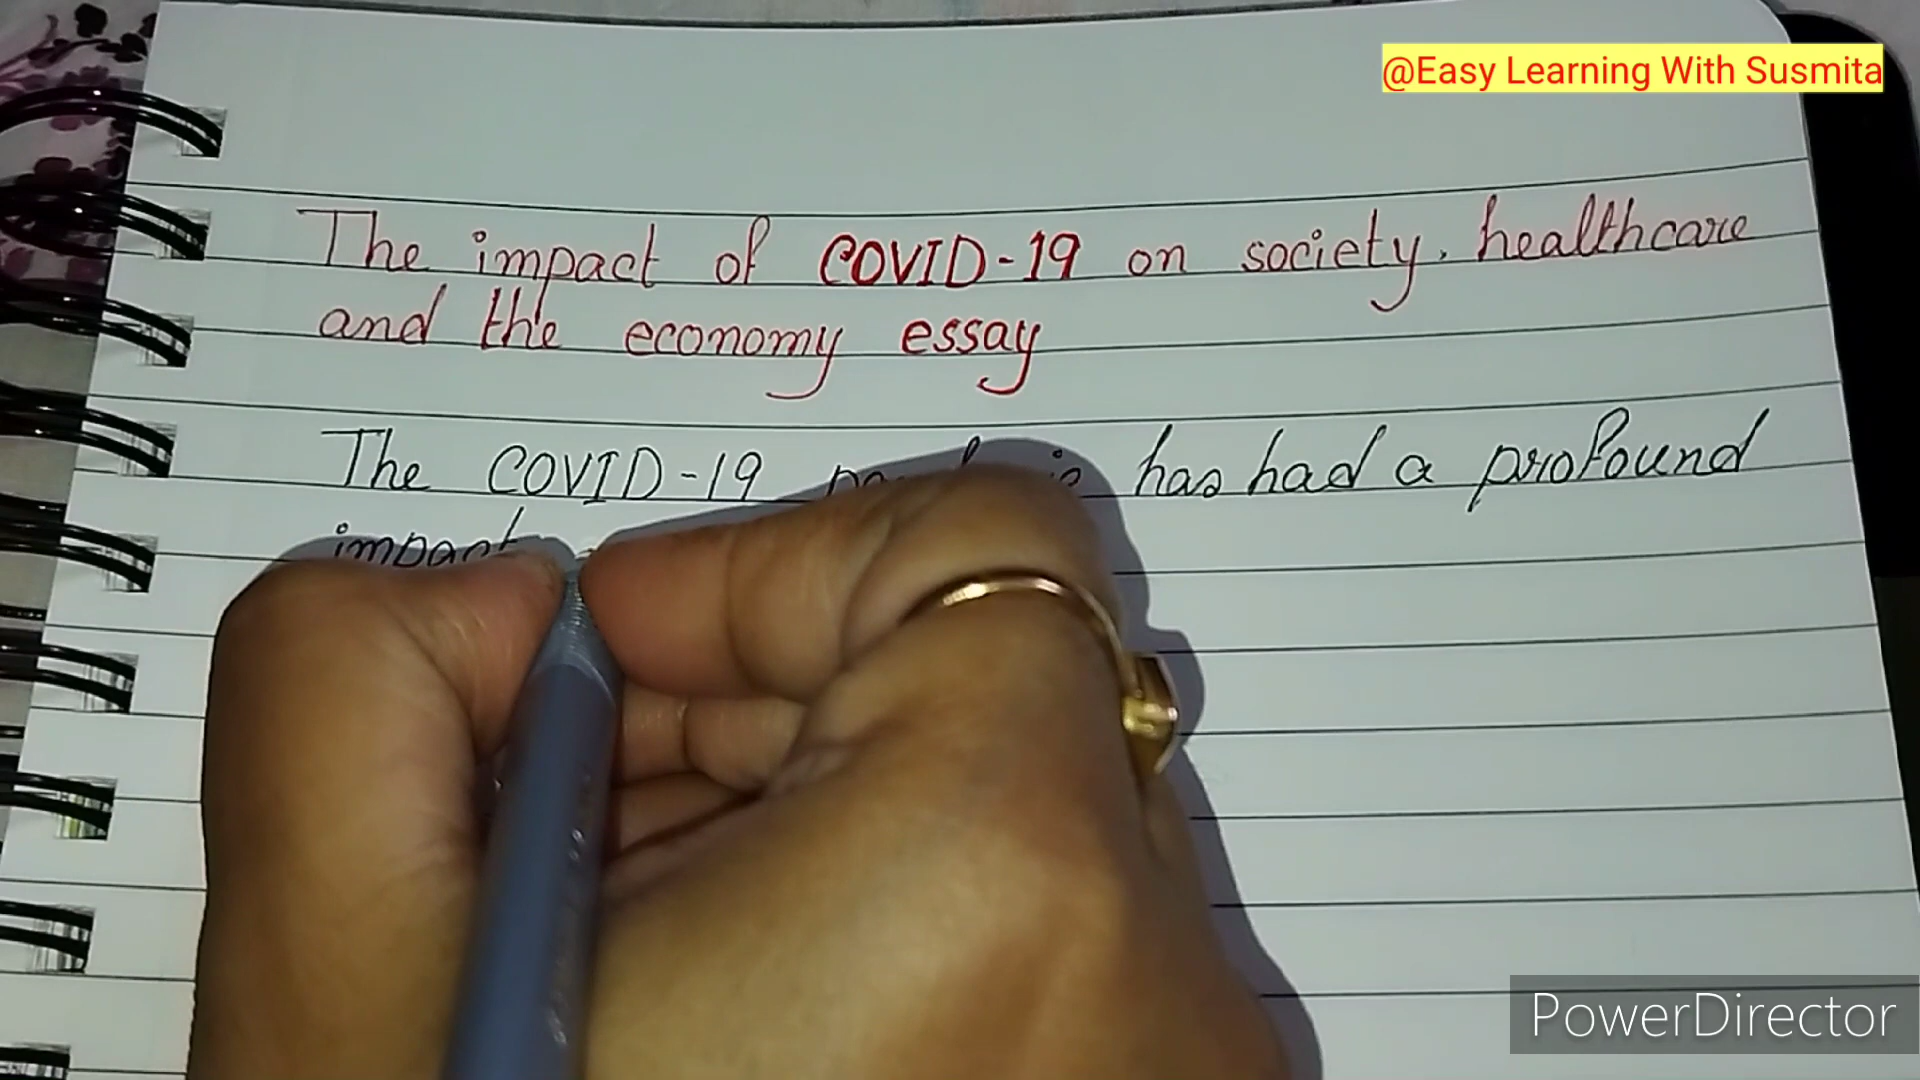 @Easy Learning With Susmita
The impact of COVID-19 on society, healthcare
and the economy essay
The COVID-19 has had a profound
impact
PowerDirector